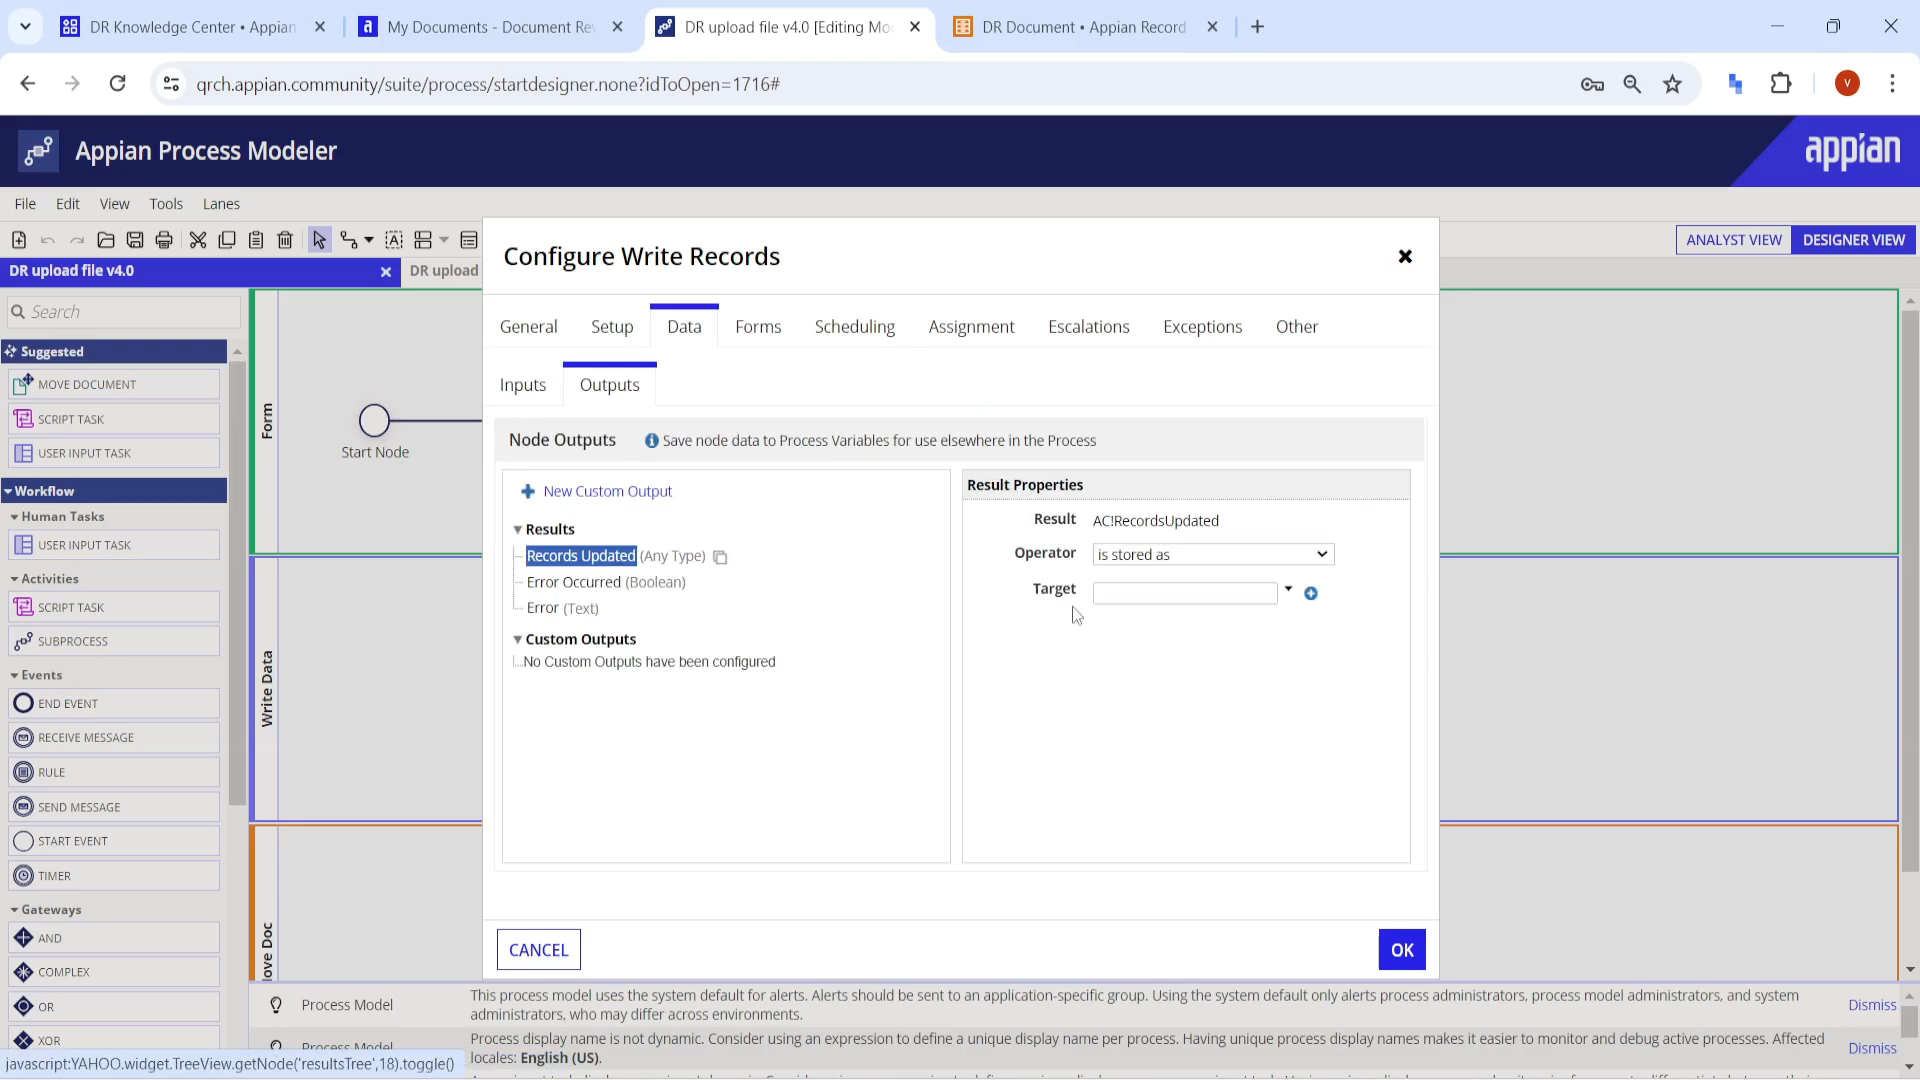 DR Knowledge Center • Appian
My Documents - Document Re
DR upload file v4.0 [Editing Mo
DR Document • Appian Record
qrch.appian.community/suite/process/startdesigner.none?idToOpen=1716#
V
Appian Process Modeler
appian
File Edit View Tools Lanes
ANALYST VIEW DESIGNER VIEW
DR upload file v4.0
DR upload
Search
Suggested
MOVE DOCUMENT
SCRIPT TASK
USER INPUT TASK
Workflow
Human Tasks
USER INPUT TASK
Activities
SCRIPT TASK
SUBPROCESS
Events
END EVENT
RECEIVE MESSAGE
RULE
SEND MESSAGE
START EVENT
TIMER
Gateways
AND
COMPLEX
OR
XOR
javascript:YAHOO.widget.TreeView.getNode('resultsTree',18).toggle()
Form
Start Node
Write Data
ove Doc
Configure Write Records
General Setup Data Forms Scheduling Assignment Escalations Exceptions Other
Inputs Outputs
Node Outputs Save node data to Process Variables for use elsewhere in the Process
New Custom Output
Results
Records Updated (Any Type)
Error Occurred (Boolean)
Error (Text)
Custom Outputs
No Custom Outputs have been configured
Result Properties
Result AC!RecordsUpdated
Operator is stored as
Target
CANCEL
OK
Process Model
This process model uses the system default for alerts. Alerts should be sent to an application-specific group. Using the system default only alerts process administrators, process model administrators, and system
administrators, who may differ across environments.
Dismiss
Process Model
Process display name is not dynamic. Consider using an expression to define a unique display name per process. Having unique process display names makes it easier to monitor and debug active processes. Affected
locales: English (US).
Dismiss